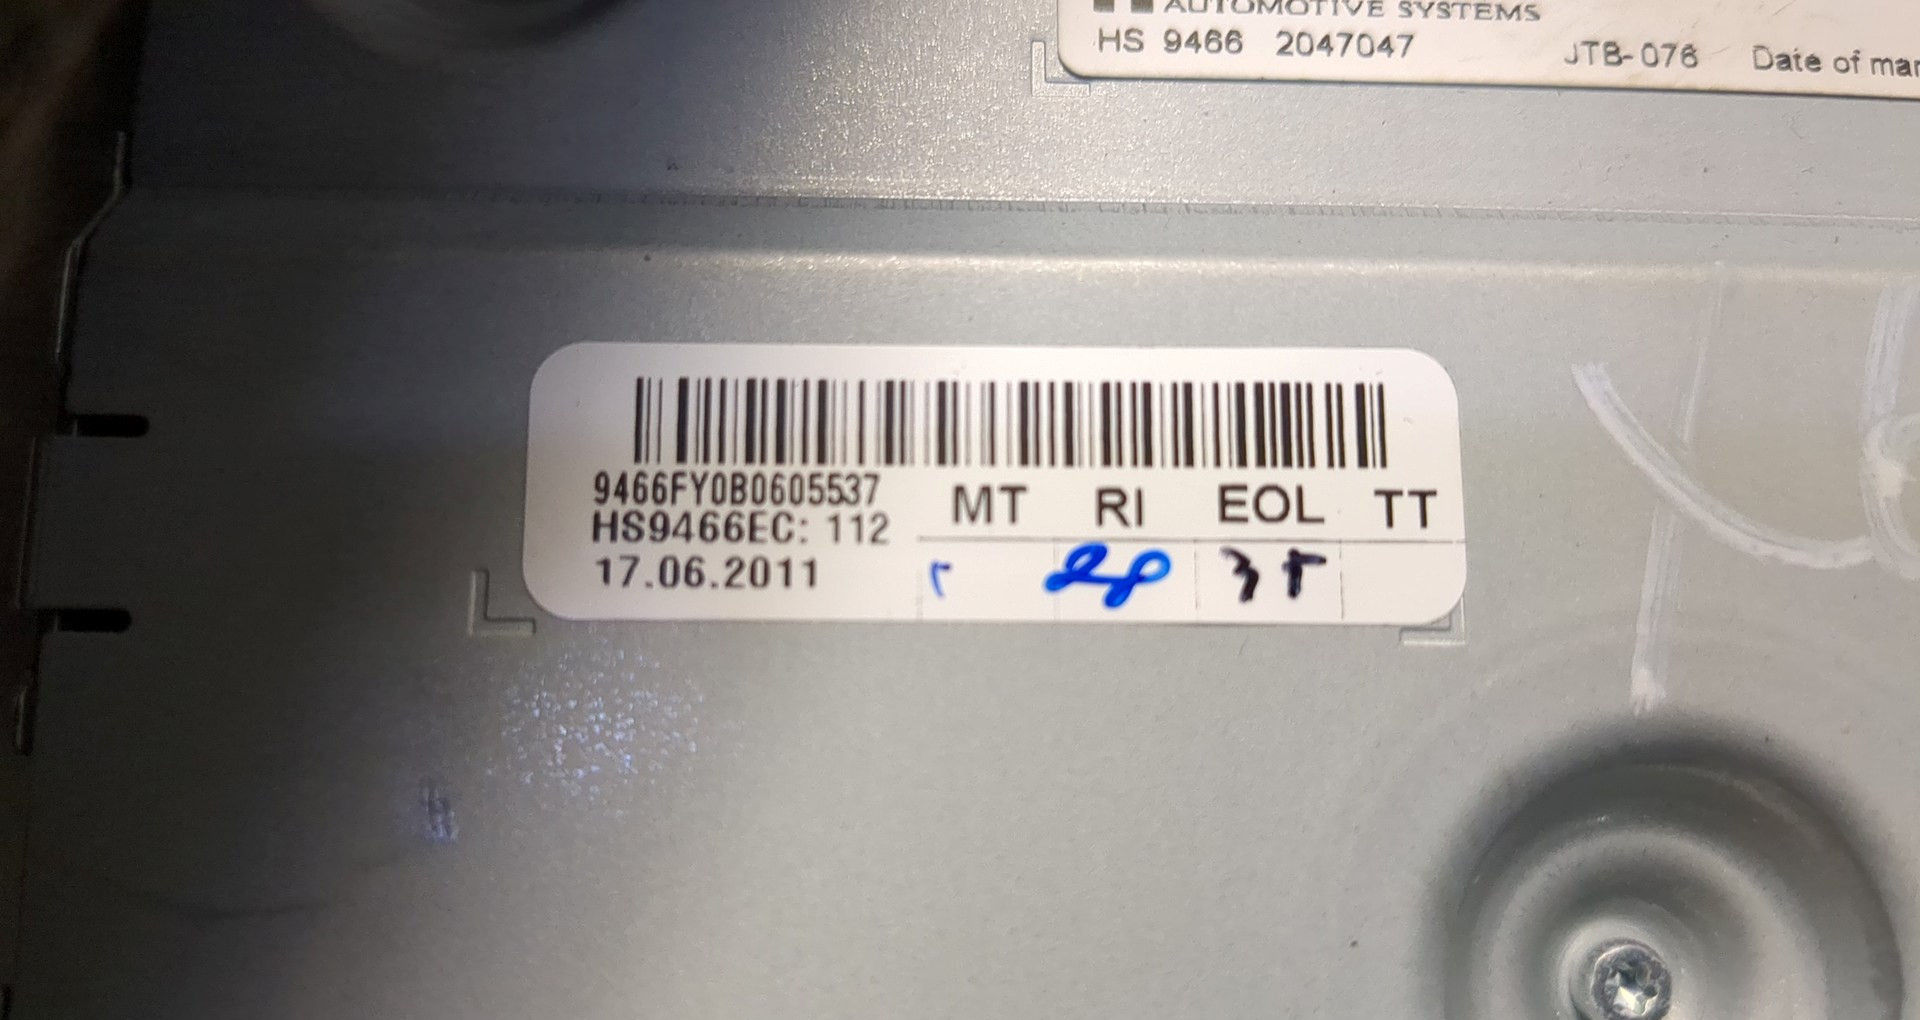 AUTOMOTIVE SYSTEMS
HS 9466 2047047 JTB-076 Date of
9466FY0B0605537
HS9466EC: 112
17.06.2011
MT RI EOL TT
28